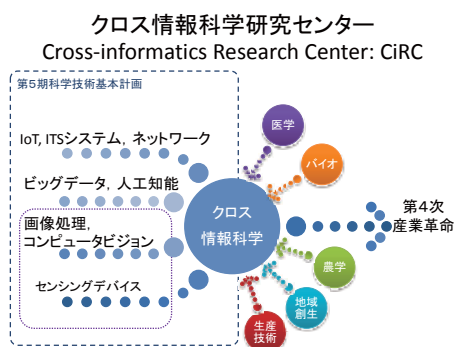 クロス情報科学研究センター
Cross-informatics Research Center: CiRC
第5期科学技術基本計画
IoT, ITSシステム, ネットワーク
ビッグデータ, 人工知能
画像処理,
コンピュータビジョン
センシングデバイス
クロス
情報科学
医学
バイオ
第4次
産業革命
農学
地域
創生
生産
技術